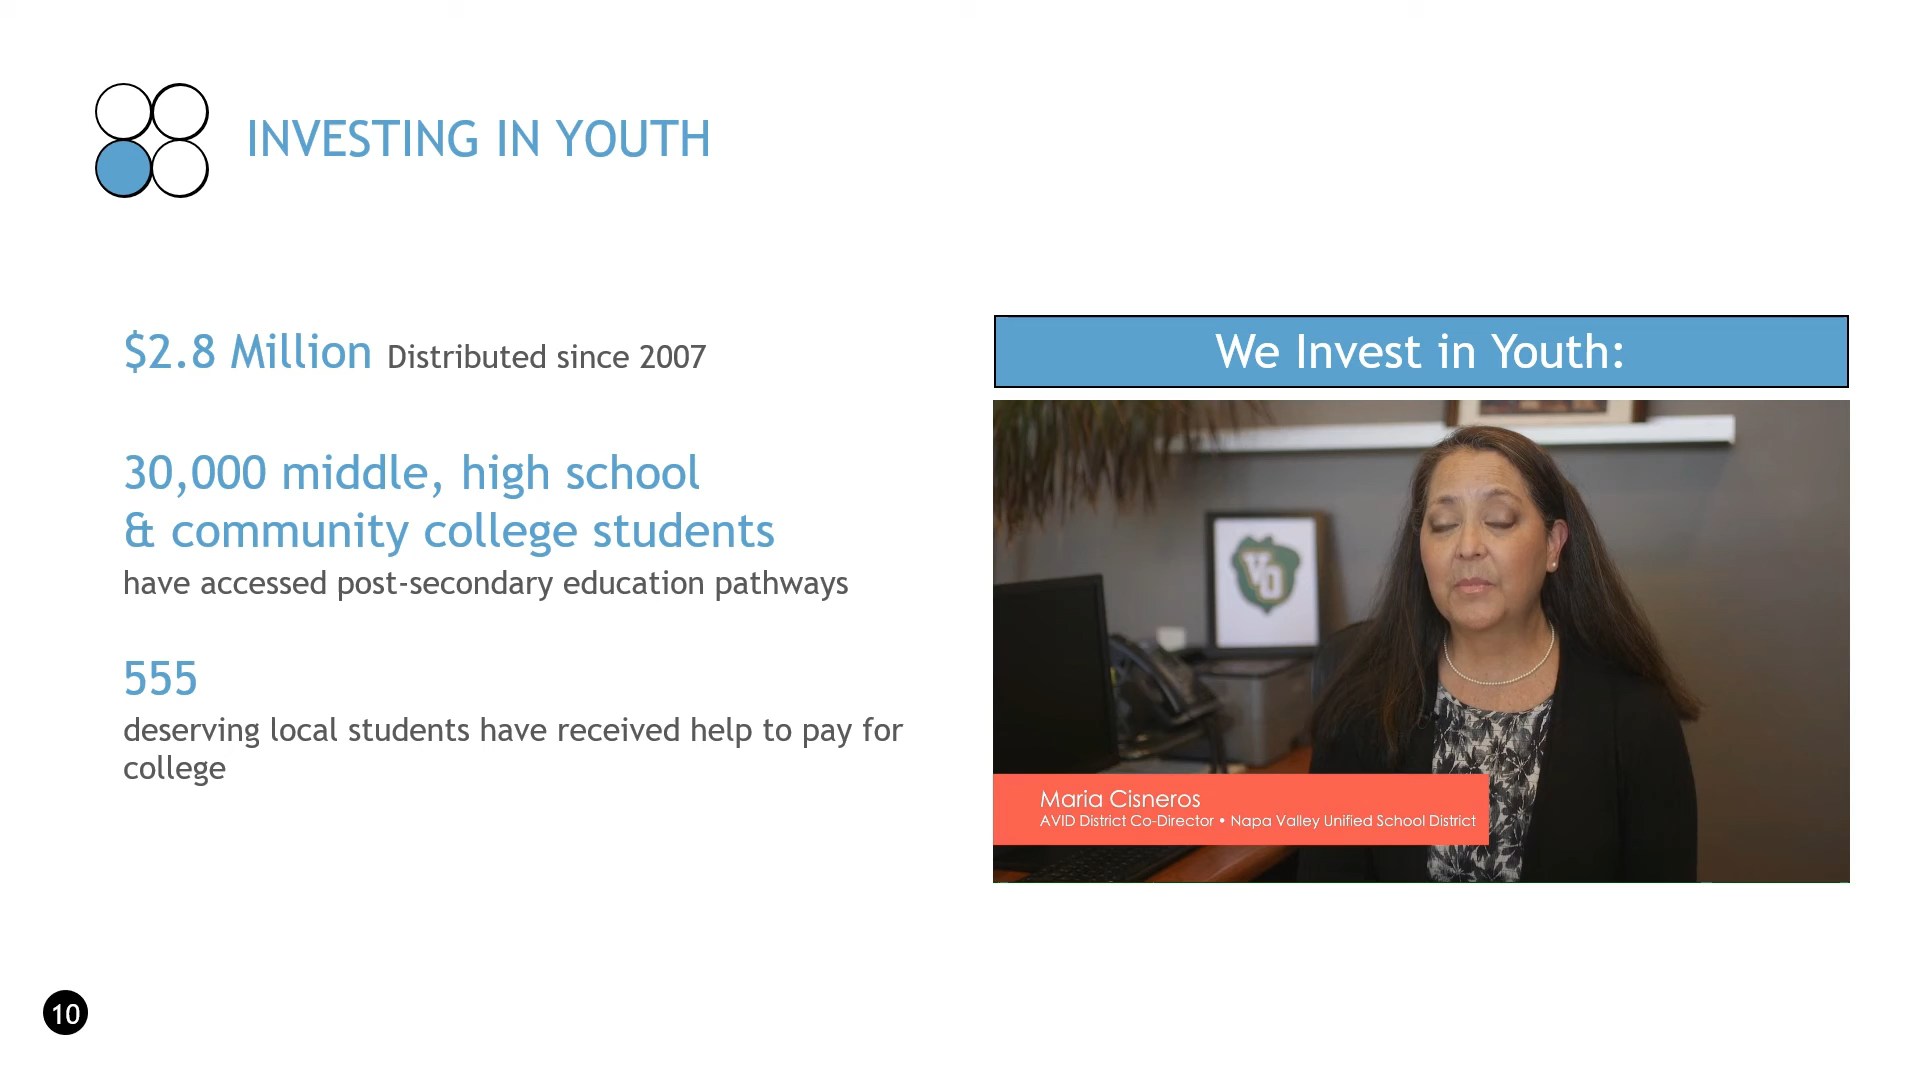 INVESTING IN YOUTH
$2.8 Million Distributed since 2007
30,000 middle, high school
& community college students
have accessed post-secondary education pathways
555
deserving local students have received help to pay for
college
We Invest in Youth:
VO
Maria Cisneros
AVID District Co-Director • Napa Valley Unified School District
10